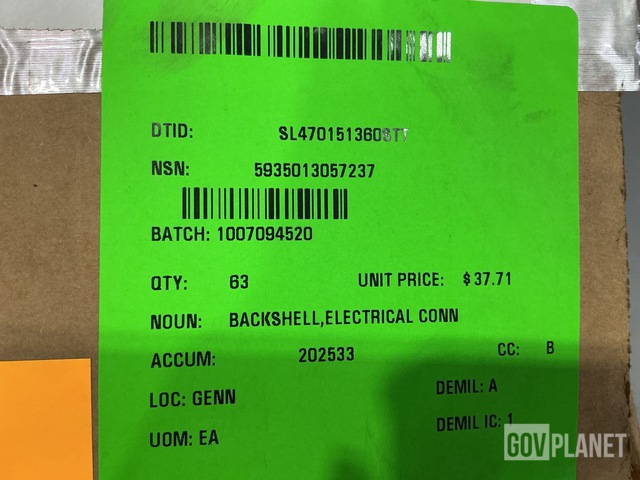 DTID: SL470151360STT
NSN: 5935013057237
BATCH: 1007094520
QTY: 63 UNIT PRICE: $37.71
NOUN: BACKSHELL,ELECTRICAL CONN
ACCUM: 202533 CC: B
LOC: GENN DEMIL: A
UOM: EA DEMIL IC: 1
GOVPLANET